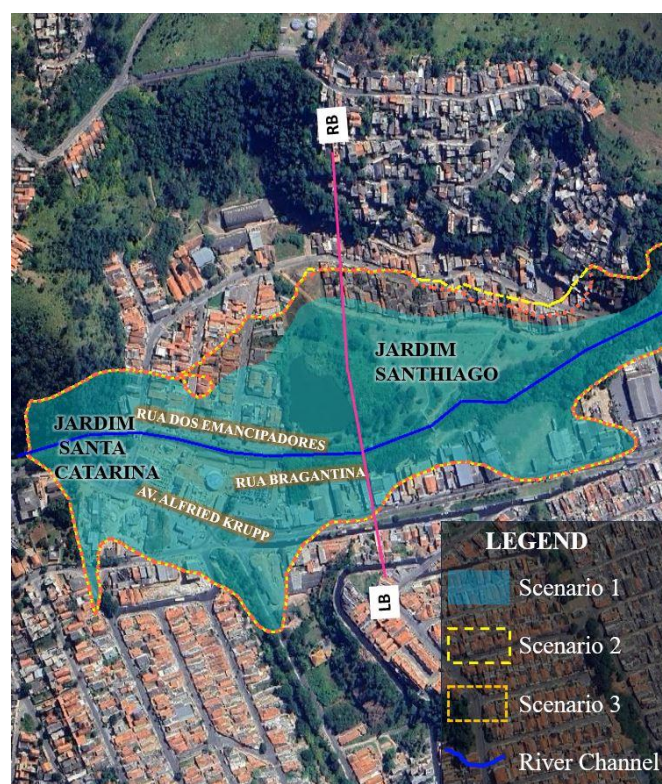 RB
JARDIM
SANTHIAGO
JARDIM
SANTA
CATARINA
RUA DOS EMANCIPADORES
RUA BRAGANTINA
AV. ALFRIED KRUPP
LB
LEGEND
Scenario 1
Scenario 2
Scenario 3
River Channel